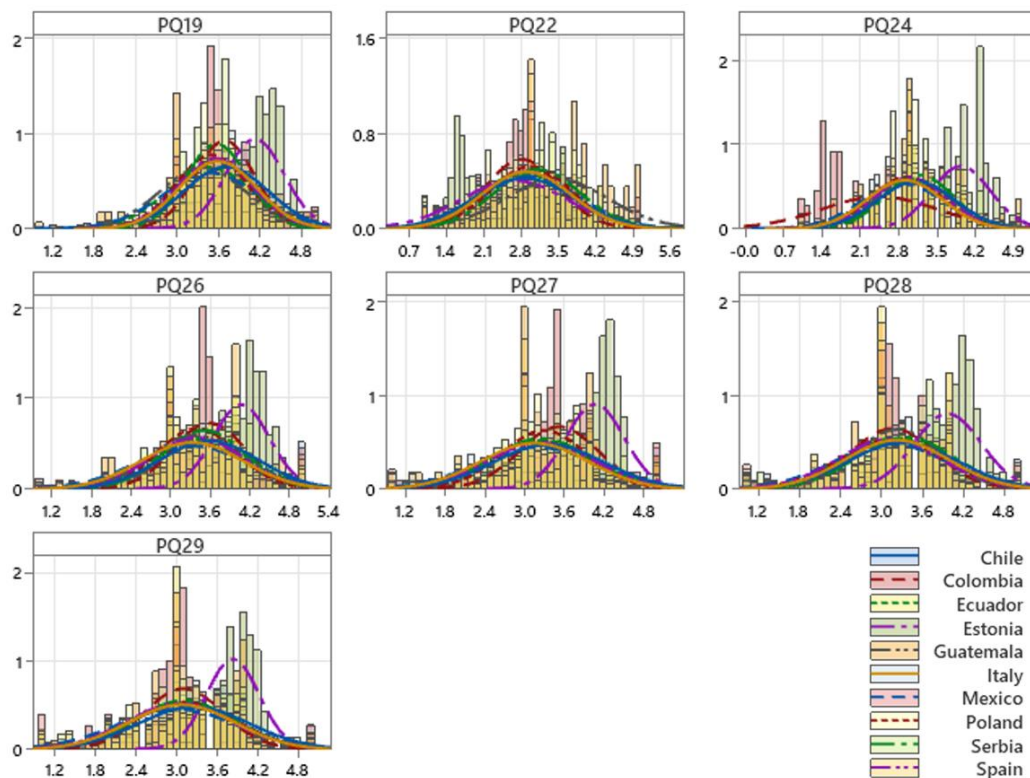 PQ19 PQ22 PQ24
2 1.6 2
1 0.8 1
0 0.0 0
1.2 1.8 2.4 3.0 3.6 4.2 4.8 0.7 1.4 2.1 2.8 3.5 4.2 4.9 5.6 -0.0 0.7 1.4 2.1 2.8 3.5 4.2 4.9
PQ26 PQ27 PQ28
2 2 2
1 1 1
0 0 0
1.2 1.8 2.4 3.0 3.6 4.2 4.8 5.4 1.2 1.8 2.4 3.0 3.6 4.2 4.8 1.2 1.8 2.4 3.0 3.6 4.2 4.8
PQ29
2
1
0
1.2 1.8 2.4 3.0 3.6 4.2 4.8
Chile
Colombia
Ecuador
Estonia
Guatemala
Italy
Mexico
Poland
Serbia
Spain